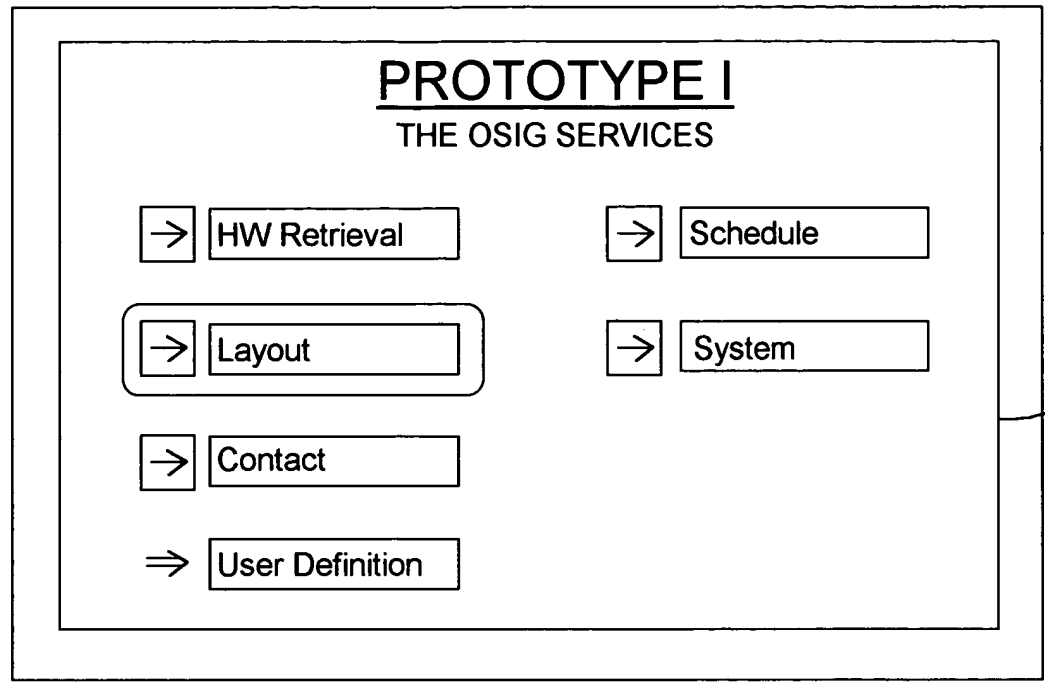 PROTOTYPE I
THE OSIG SERVICES
HW Retrieval
Schedule
Layout
System
Contact
User Definition